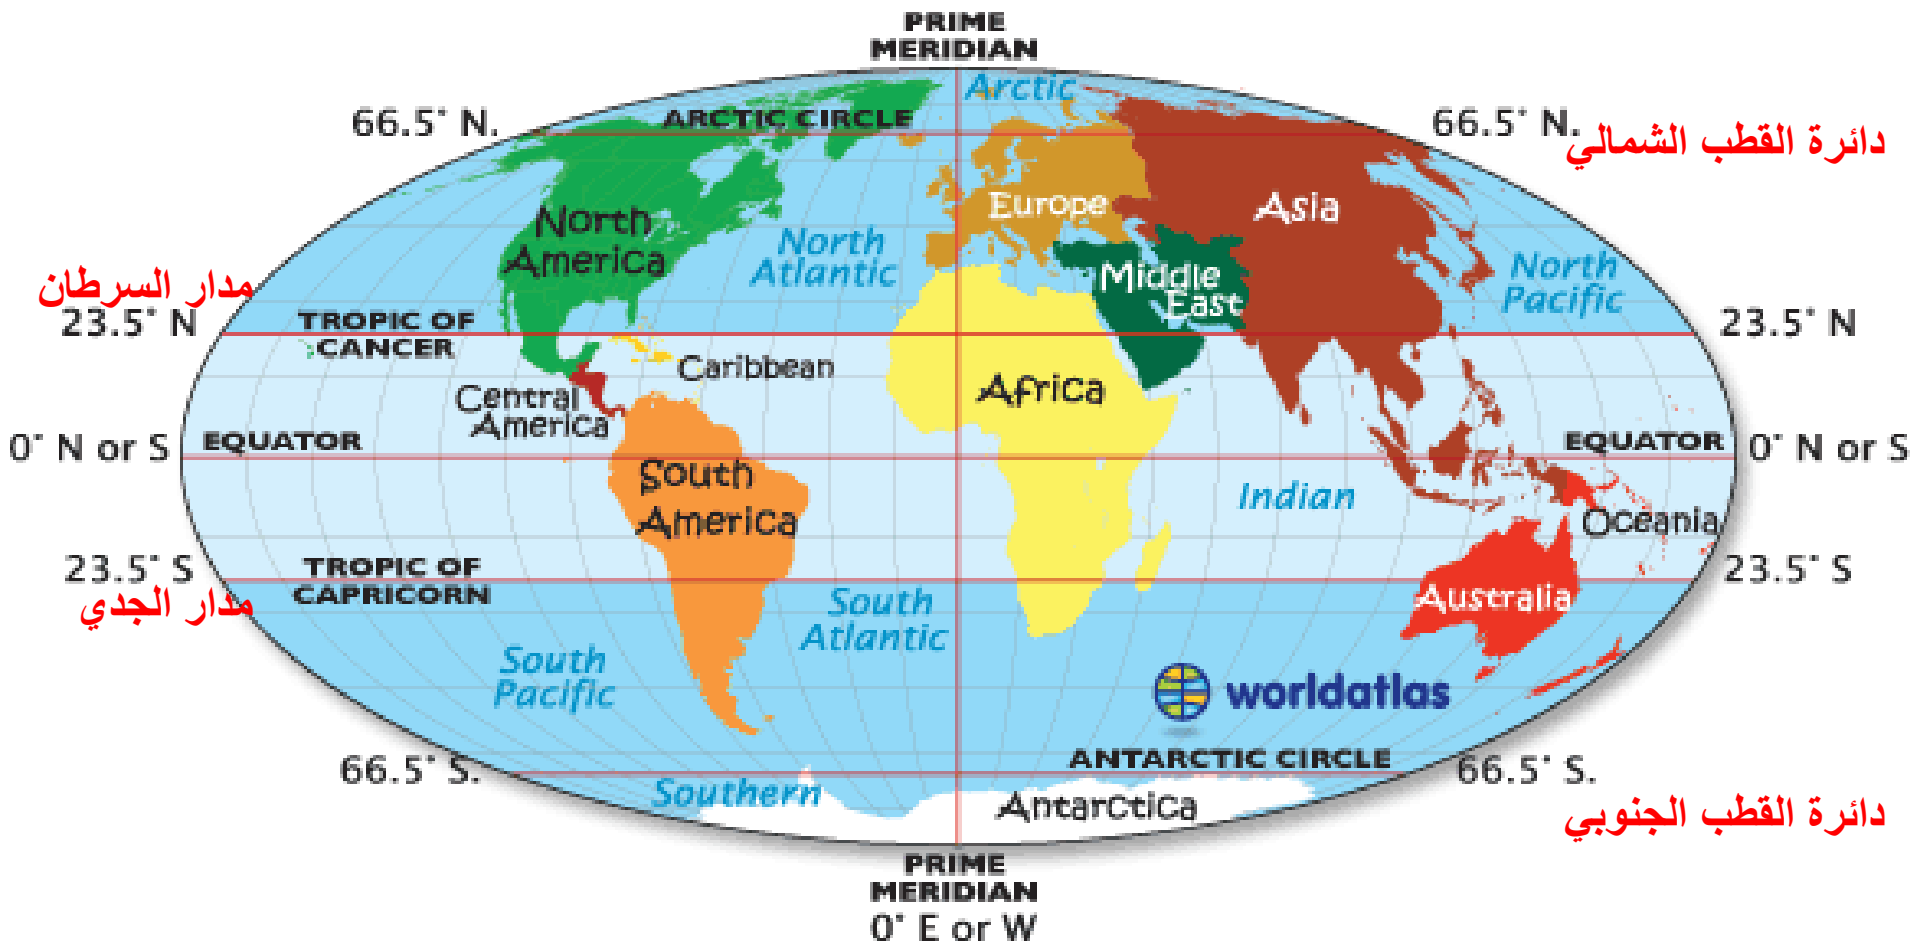 PRIME
MERIDIAN
Arctic
66.5° N.
ARCTIC CIRCLE
66.5° N.
دائرة القطب الشمالي
North
America
Europe
Asia
North
Atlantic
Middle
East
North
Pacific
مدار السرطان
23.5° N
TROPIC OF
CANCER
23.5° N
Caribbean
Central
America
Africa
0° N or S
EQUATOR
EQUATOR
0° N or S
South
America
Indian
Oceania
23.5° S
TROPIC OF
CAPRICORN
23.5° S
مدار الجدي
South
Atlantic
Australia
South
Pacific
worldatlas
66.5° S.
ANTARCTIC CIRCLE
66.5° S.
Southern
Antarctica
دائرة القطب الجنوبي
PRIME
MERIDIAN
0° E or W